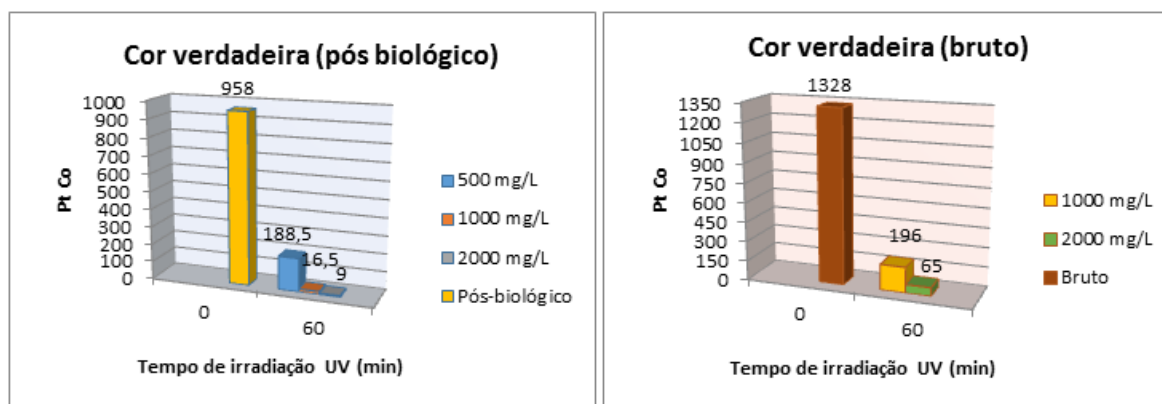 Cor verdadeira (pós biológico)
958
1000
900
800
700
600
500
400
300
200
100
0
Pt Co
188,5
16,5
9
0
60
Tempo de irradiação UV (min)
500 mg/L
1000 mg/L
2000 mg/L
Pós-biológico
Cor verdadeira (bruto)
1328
1350
1200
1050
900
750
600
450
300
150
0
Pt Co
196
65
0
60
Tempo de irradiação UV (min)
1000 mg/L
2000 mg/L
Bruto